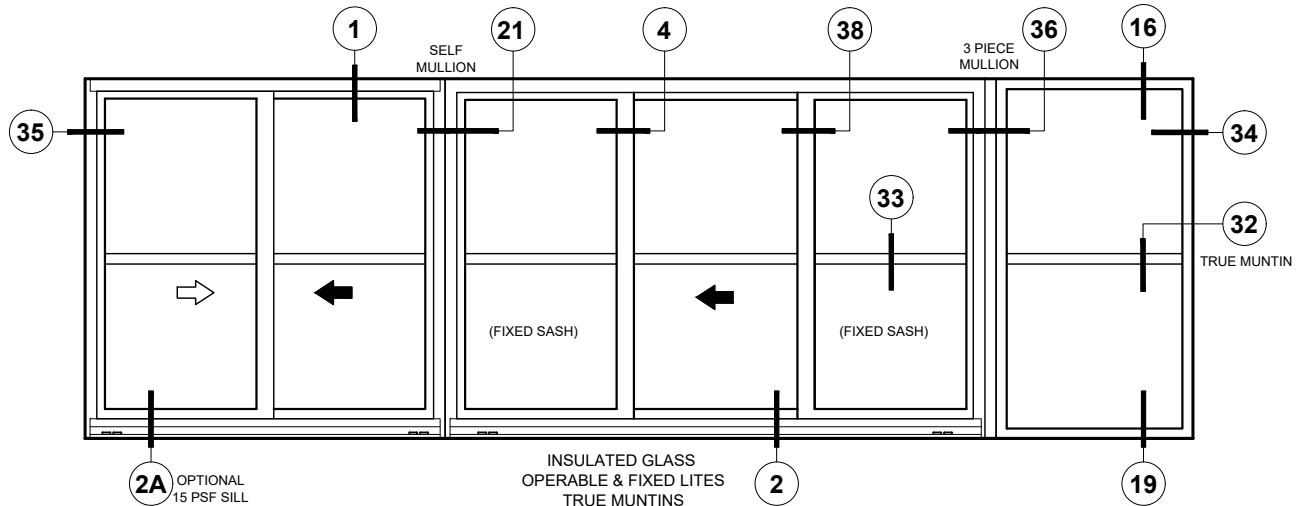 1
21
4
38
36
16
SELF
MULLION
3 PIECE
MULLION
35
34
33
32
TRUE MUNTIN
(FIXED SASH)
(FIXED SASH)
2A
OPTIONAL
15 PSF SILL
INSULATED GLASS
OPERABLE & FIXED LITES
TRUE MUNTINS
2
19